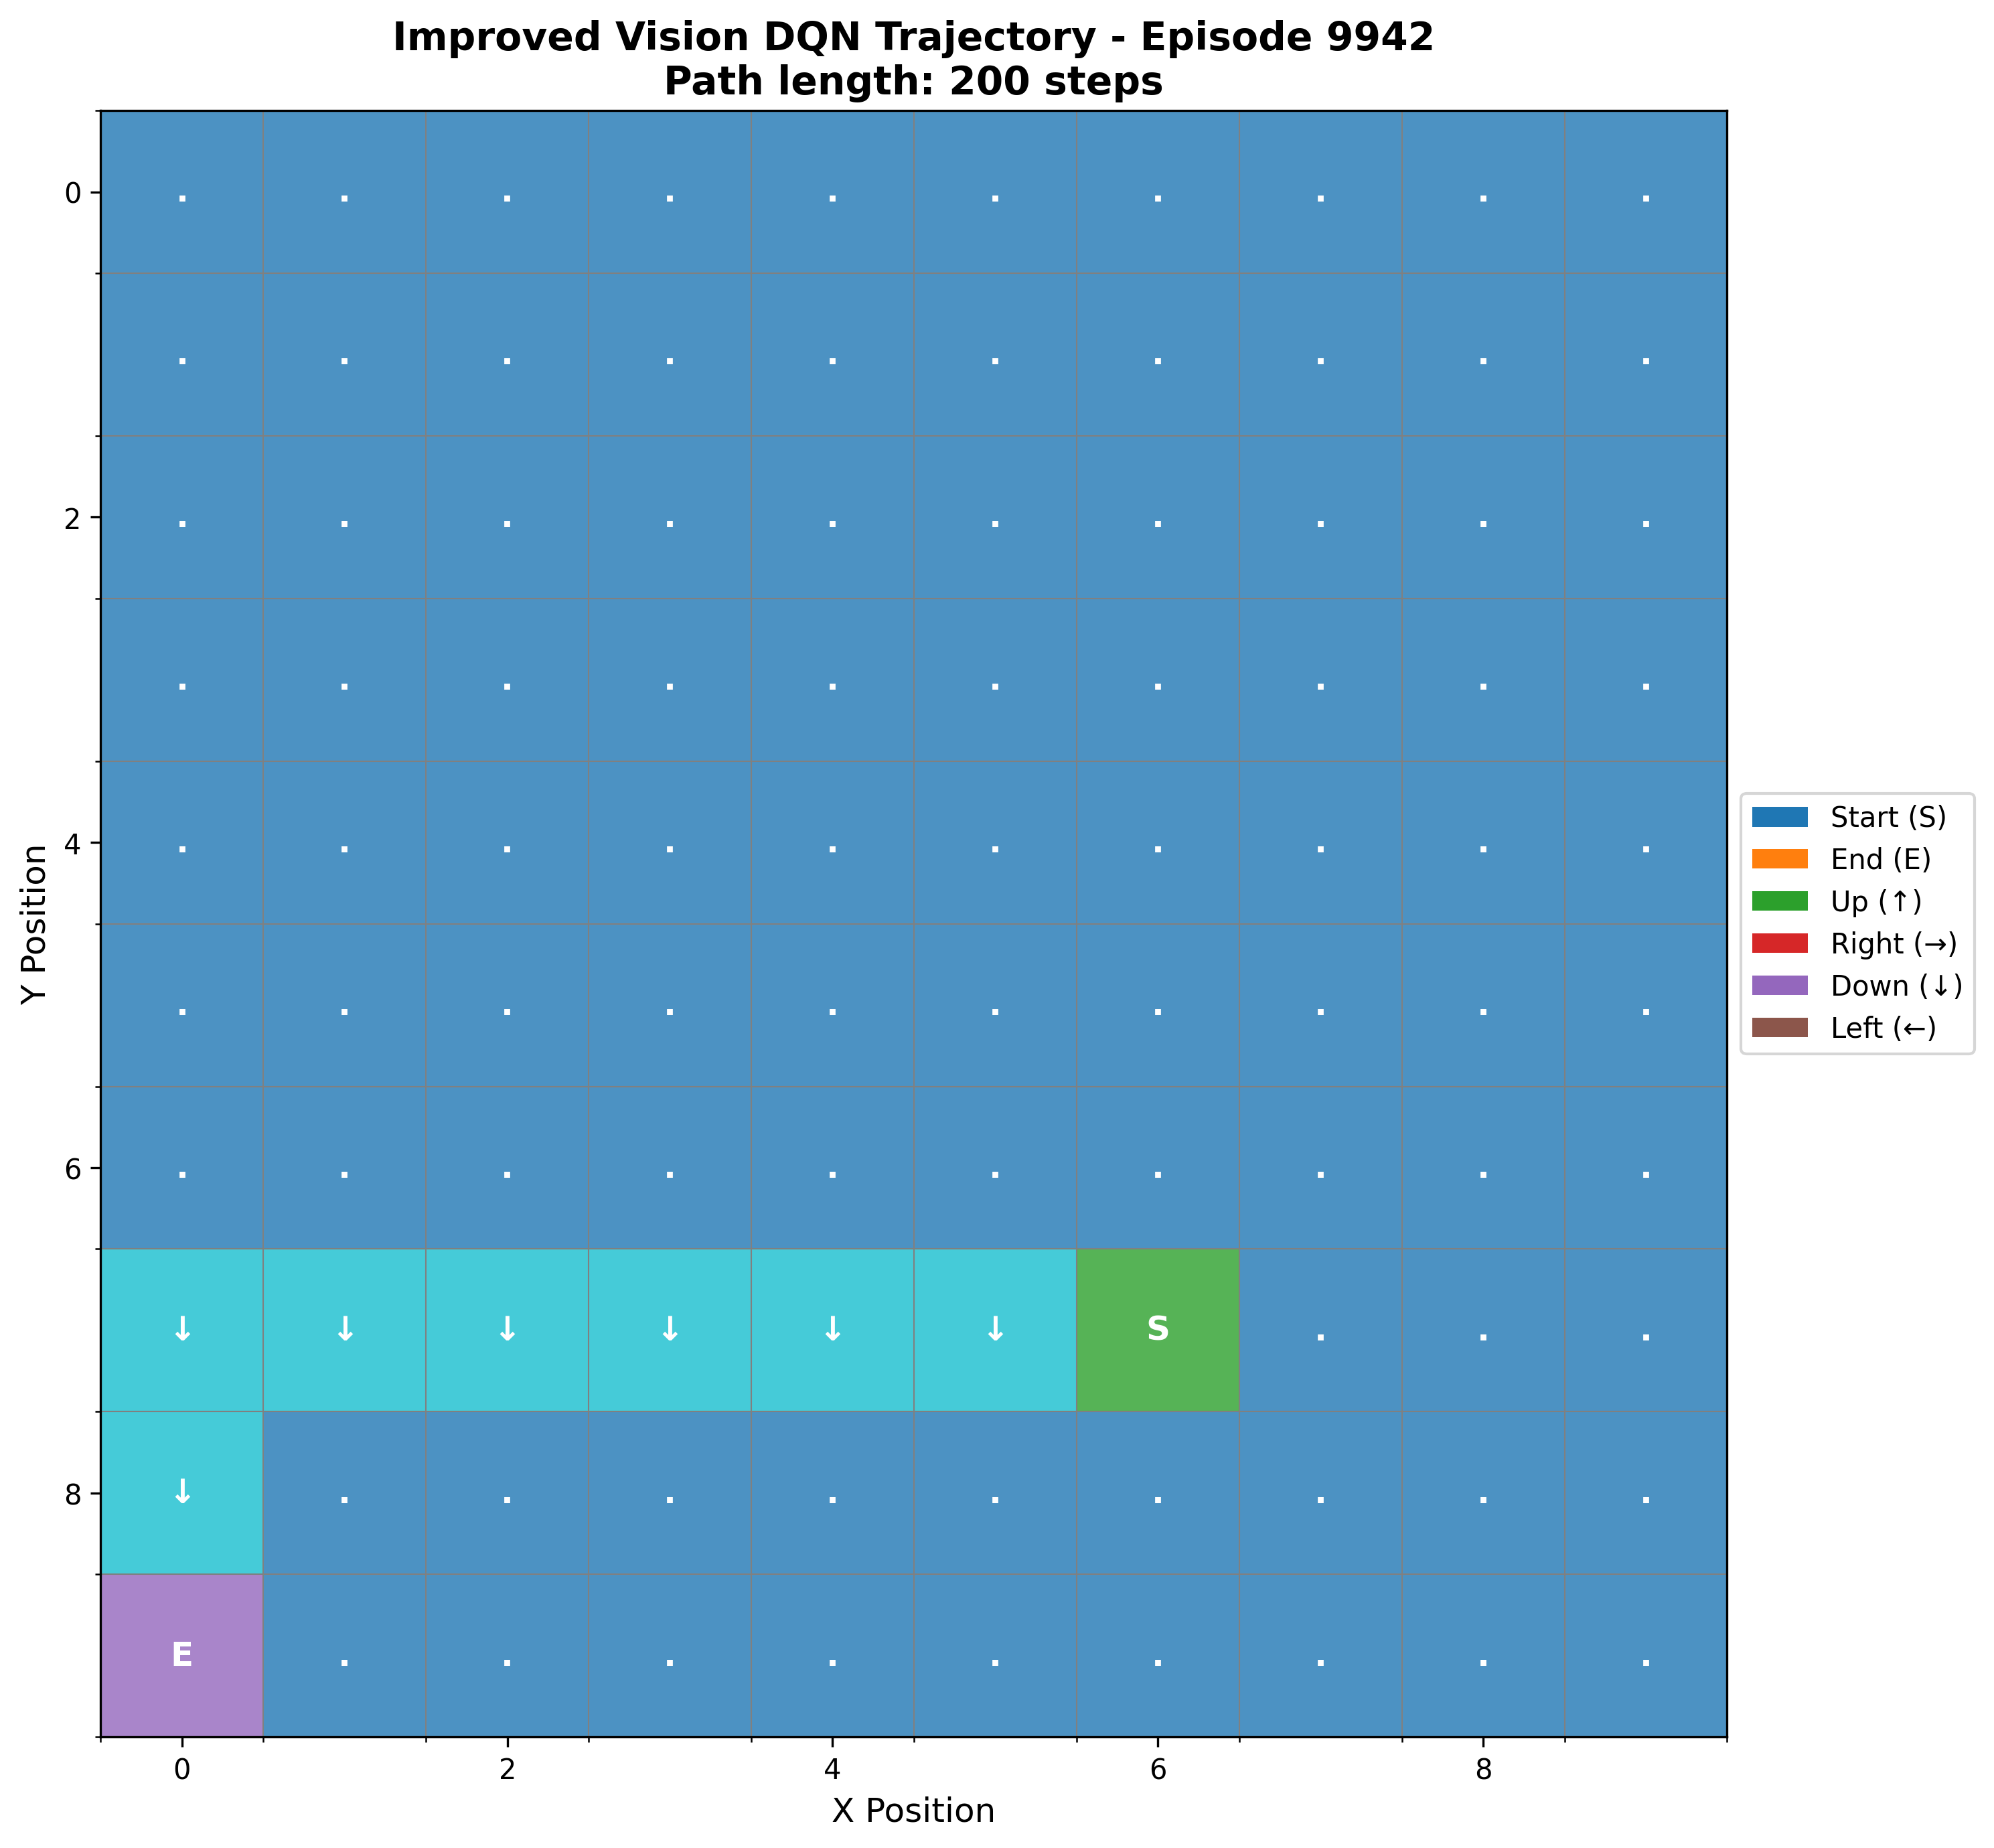 Improved Vision DQN Trajectory - Episode 9942
Path length: 200 steps
0
2
4
6
8
Y Position
↓ ↓ ↓ ↓ ↓ ↓ S
↓
E
0 2 4 6 8
X Position
Start (S)
End (E)
Up (↑)
Right (→)
Down (↓)
Left (←)